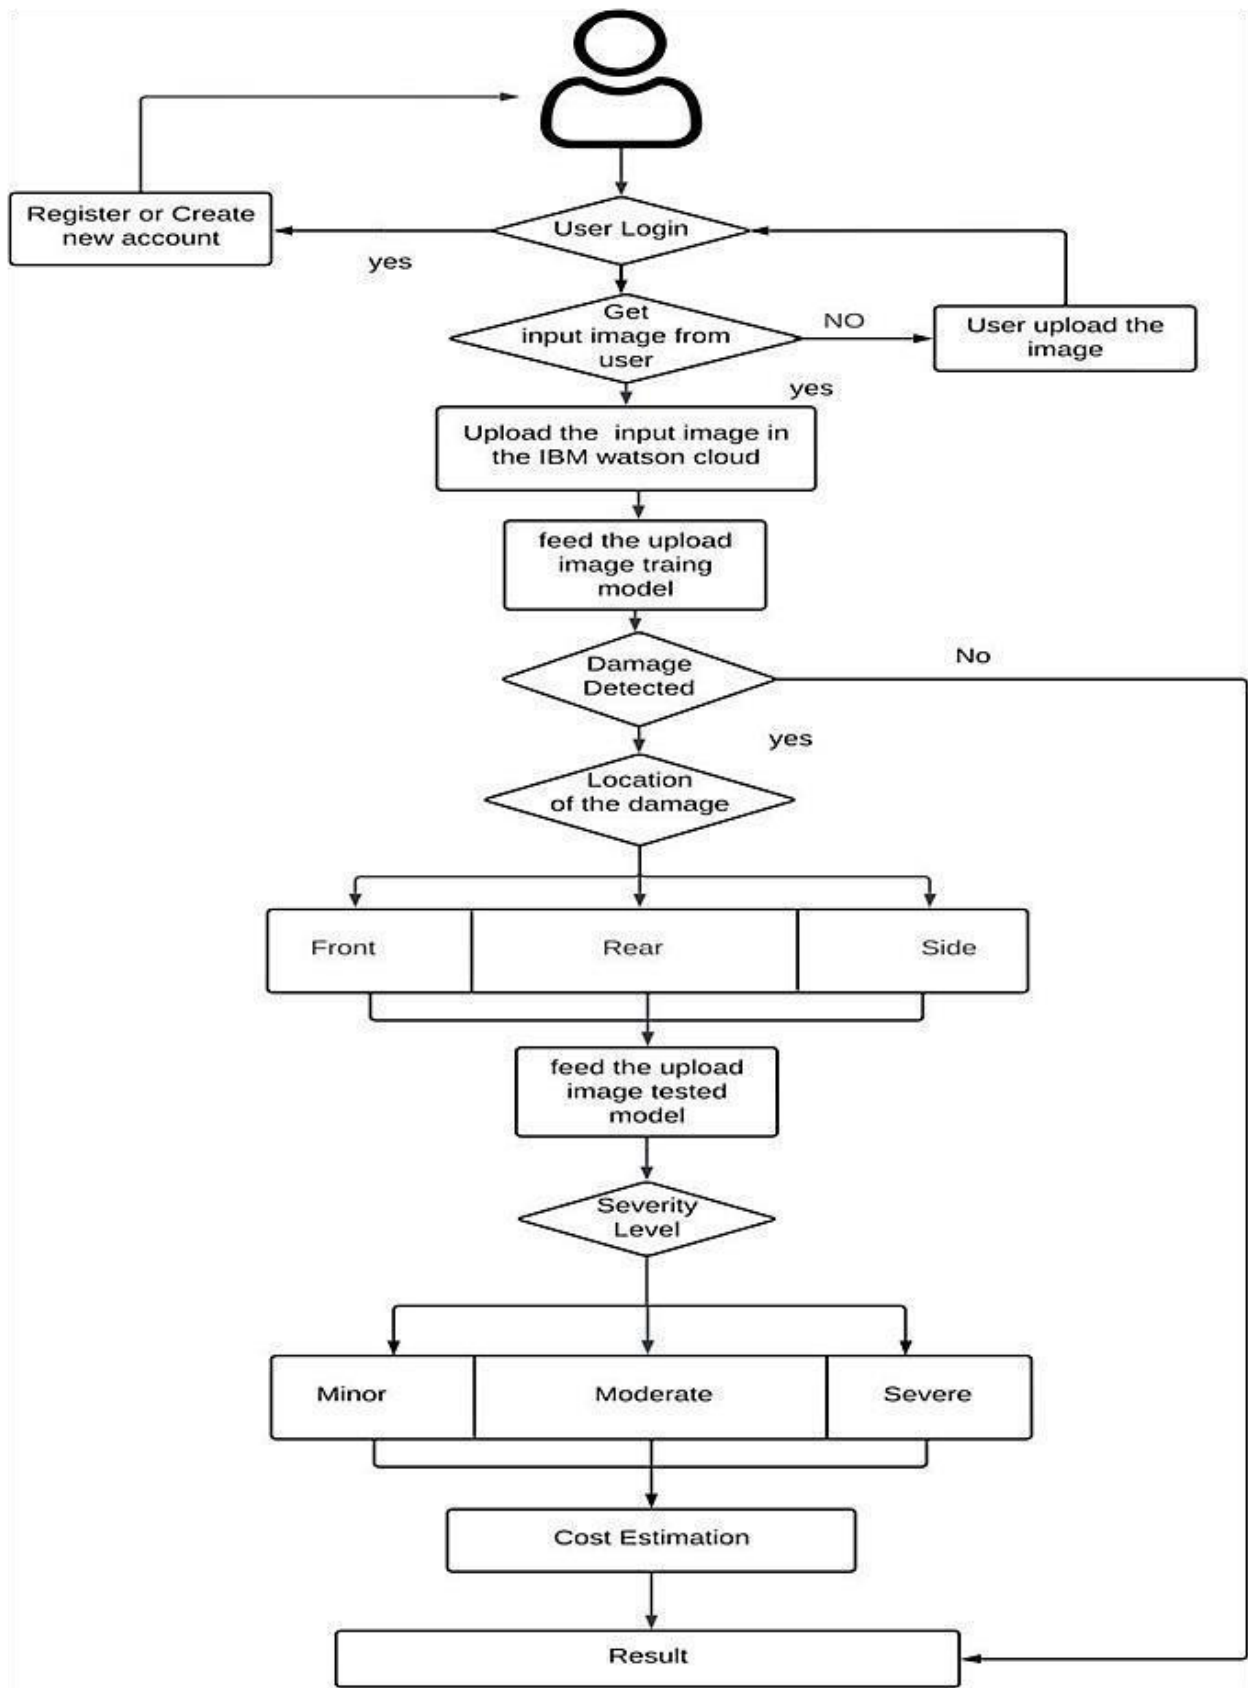 Register or Create
new account
User Login
yes
Get
input image from
user
NO
User upload the
image
yes
Upload the input image in
the IBM watson cloud
feed the upload
image traing
model
Damage
Detected
No
yes
Location
of the damage
Front
Rear
Side
feed the upload
image tested
model
Severity
Level
Minor
Moderate
Severe
Cost Estimation
Result